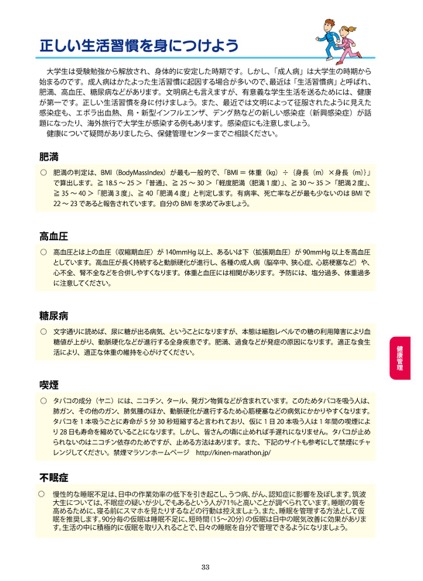 正しい生活習慣を身につけよう
大学生は受験勉強から解放され、身体的に安定した時期です。しかし、「成人病」は大学生の時期から
始まるのです。成人病はかたよった生活習慣に起因する場合が多いので、最近は「生活習慣病」と呼ばれ、
肥満、高血圧、糖尿病などがあります。文明病とも言えますが、有意義な学生生活を送るためには、健康
が第一です。正しい生活習慣を身に付けましょう。また、最近では文明によって征服されたように見えた
感染症も、エボラ出血熱、鳥・新型インフルエンザ、デング熱などの新しい感染症（新興感染症）が話
題になったり、海外旅行で大学生が感染する例もあります。感染症にも注意しましょう。
健康について疑問がありましたら、保健管理センターまでご相談ください。
肥満
○ 肥満の判定は、BMI（BodyMassIndex）が最も一般的で、「BMI ＝ 体重（kg）÷｛身長（m）×身長（m）｝」
で算出します。≧ 18.5 ～ 25 ＞「普通」、≧ 25 ～ 30 ＞「軽度肥満（肥満 1 度）」、≧ 30 ～ 35 ＞「肥満 2 度」、
≧ 35 ～ 40 ＞「肥満 3 度」、≧ 40「肥満 4 度」と判定します。有病率、死亡率などが最も少ないのは BMI で
22 ～ 23 であると報告されています。自分の BMI を求めてみましょう。
高血圧
○ 高血圧とは上の血圧（収縮期血圧）が 140mmHg 以上、あるいは下（拡張期血圧）が 90mmHg 以上を高血圧
としています。高血圧が長く持続すると動脈硬化が進行し、各種の成人病（脳卒中、狭心症、心筋梗塞など）や、
心不全、腎不全などを合併しやすくなります。体重と血圧には相関があります。予防には、塩分過多、体重過多
に注意してください。
糖尿病
○ 文字通りに読めば、尿に糖が出る病気、ということになりますが、本態は細胞レベルでの糖の利用障害により血
糖値が上がり、動脈硬化などが進行する全身疾患です。肥満、過食などが発症の原因になります。適正な食生
活により、適正な体重の維持を心がけてください。
喫煙
○ タバコの成分（ヤニ）には、ニコチン、タール、発ガン物質などが含まれています。このためタバコを吸う人は、
肺ガン、その他のガン、肺気腫のほか、動脈硬化が進行するため心筋梗塞などの病気にかかりやすくなります。
タバコを 1 本吸うごとに寿命が 5 分 30 秒短縮すると言われており、仮に 1 日 20 本吸う人は 1 年間の喫煙によ
り 28 日も寿命を縮めていることになります。しかし、皆さんの頃に止めれば手遅れになりません。タバコが止め
られないのはニコチン依存のためですが、止める方法はあります。また、下記のサイトも参考にして禁煙にチャ
レンジしてください。禁煙マラソンホームページ http://kinen-marathon.jp/
不眠症
○ 慢性的な睡眠不足は、日中の作業効率の低下を引き起こし、うつ病、がん、認知症に影響を及ぼします。筑波
大生については、不眠症の疑いが少しでもあるという人が71%と高いことが調べられています。睡眠の質を
高めるために、寝る前にスマホを見たりするなどの行動は控えましょう。また、睡眠を管理する方法として仮
眠を推奨します。90分毎の仮眠は睡眠不足に、短時間（15～20分）の仮眠は日中の眠気改善に効果がありま
す。生活の中に積極的に仮眠を取り入れることで、日々の睡眠を自分で管理できるようになりましょう。
健康管理
33